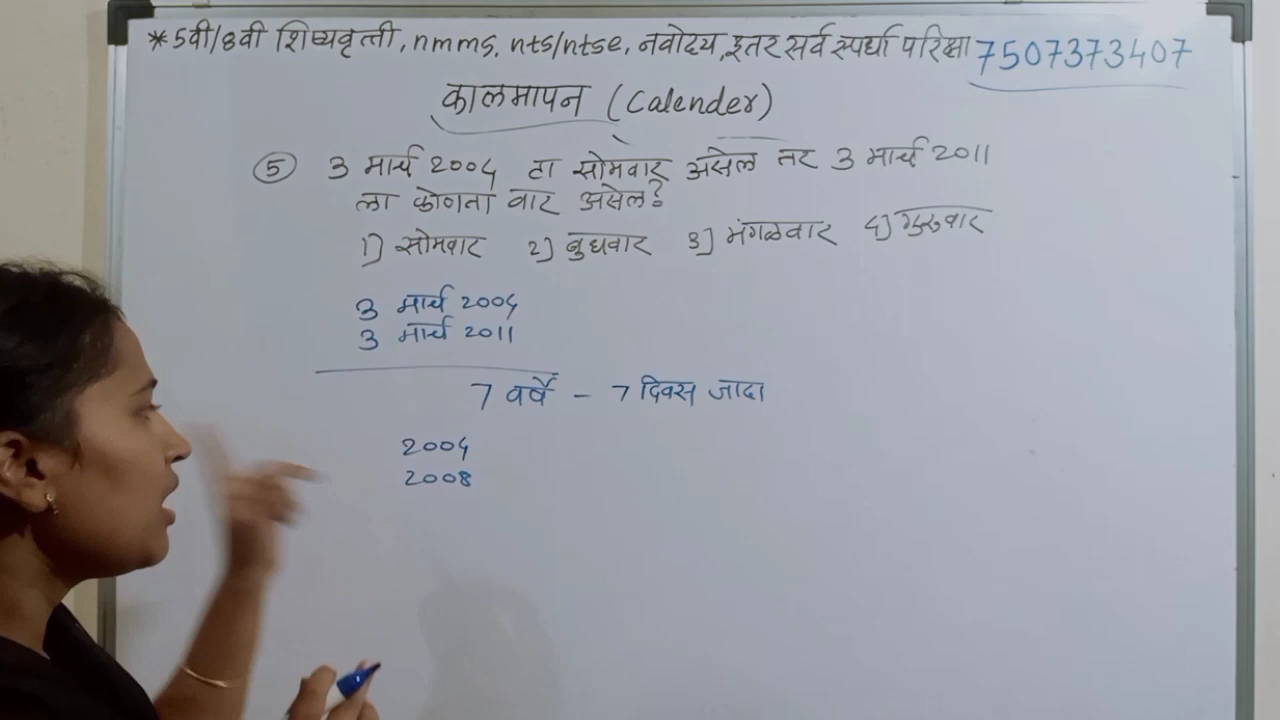 * 5वी/8वी शिष्यवृत्ती, nmms, nts/ntse, नवोदय, इतर सर्व स्पर्धा परिक्षा 7507373407
कालमापन (Calender)
5 3 मार्च 2004 ला सोमवार असेल तर 3 मार्च 2011
ला कोणता वार असेल?
1) सोमवार 2) बुधवार 3) मंगळवार 4) गुरुवार
3 मार्च 2004
3 मार्च 2011
7 वर्षे - 7 दिवस जादा
2004
2008